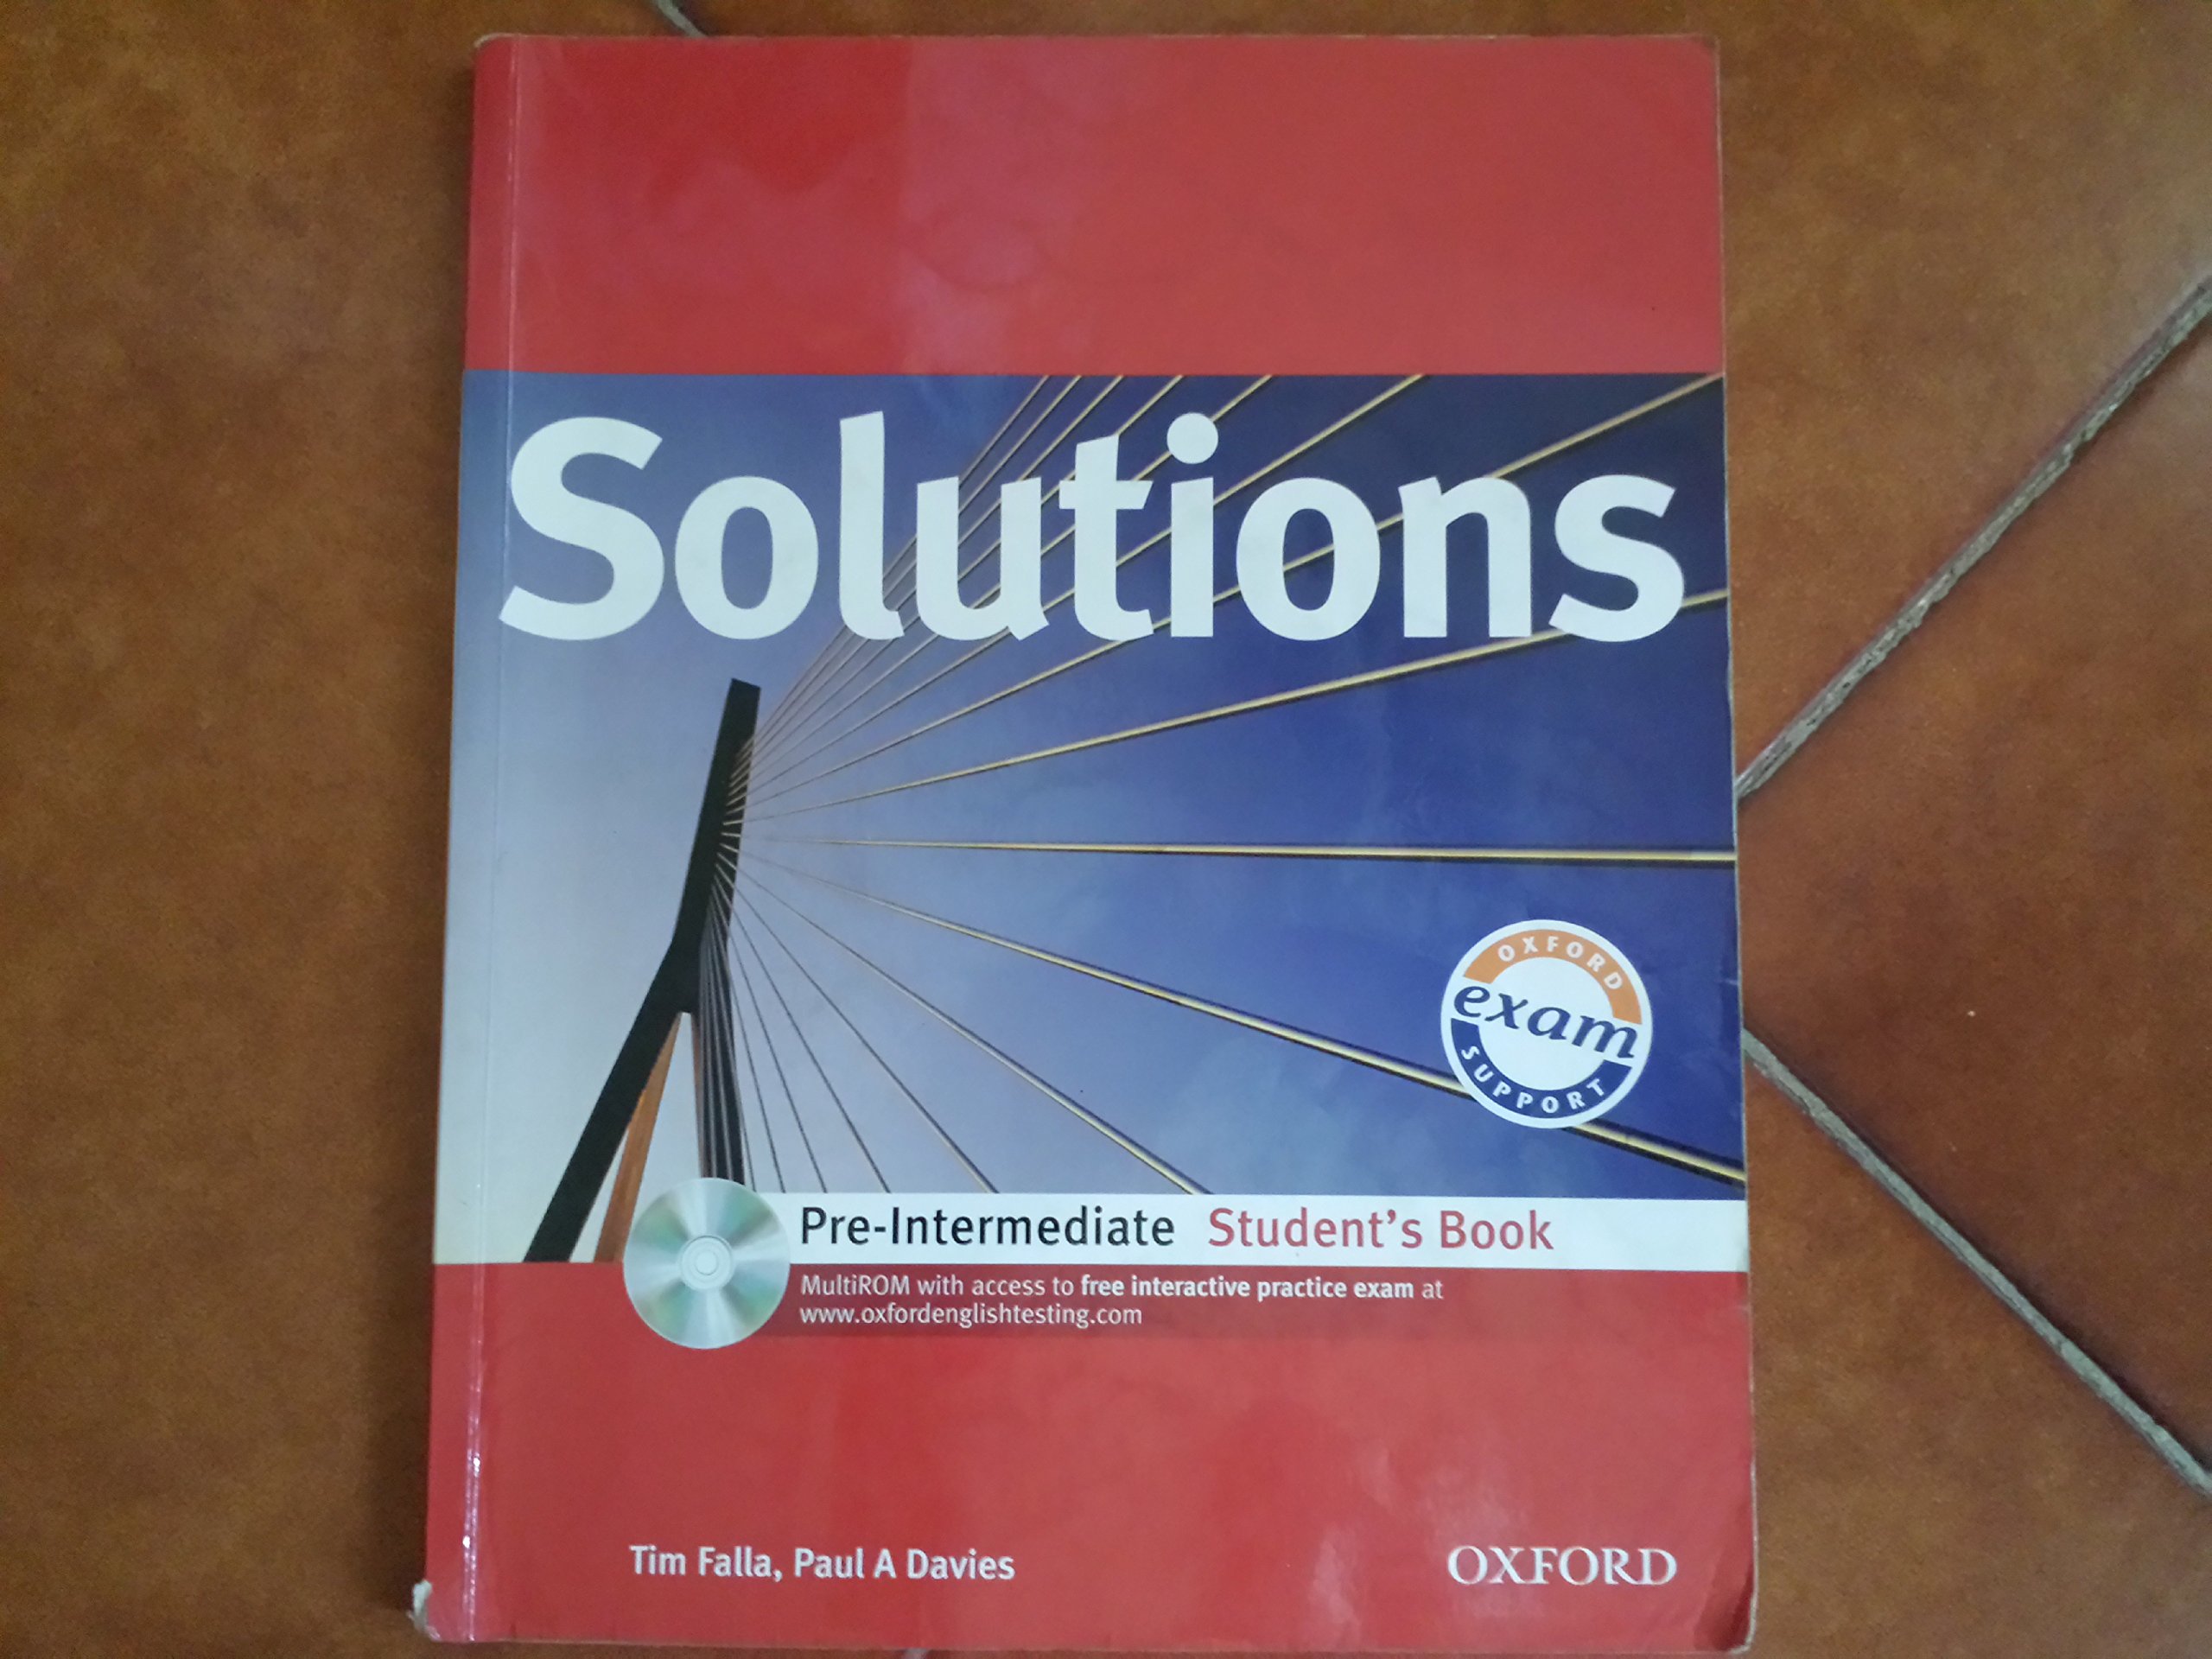 Solutions
OXFORD
exam
SUPPORT
Pre-Intermediate Student's Book
MultiROM with access to free interactive practice exam at
www.oxfordenglishtesting.com
Tim Falla, Paul A Davies
OXFORD